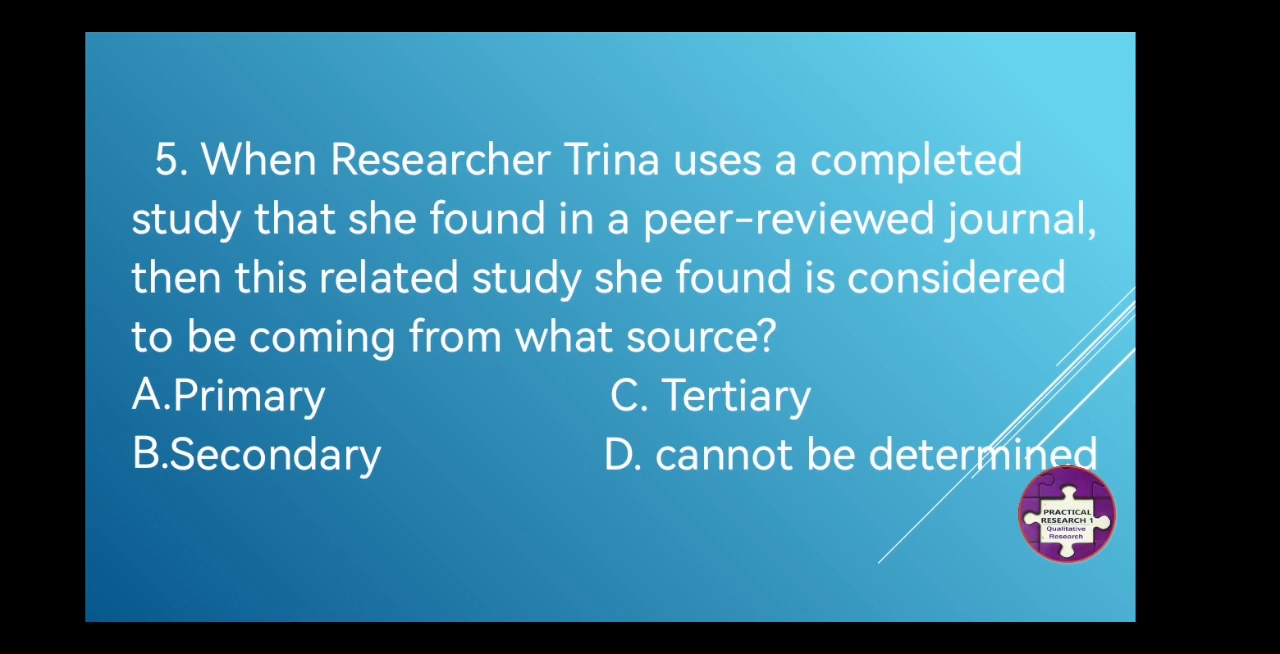 5. When Researcher Trina uses a completed
study that she found in a peer-reviewed journal,
then this related study she found is considered
to be coming from what source?
A.Primary C. Tertiary
B.Secondary D. cannot be determined
PRACTICAL
RESEARCH 1
Qualitative
Research